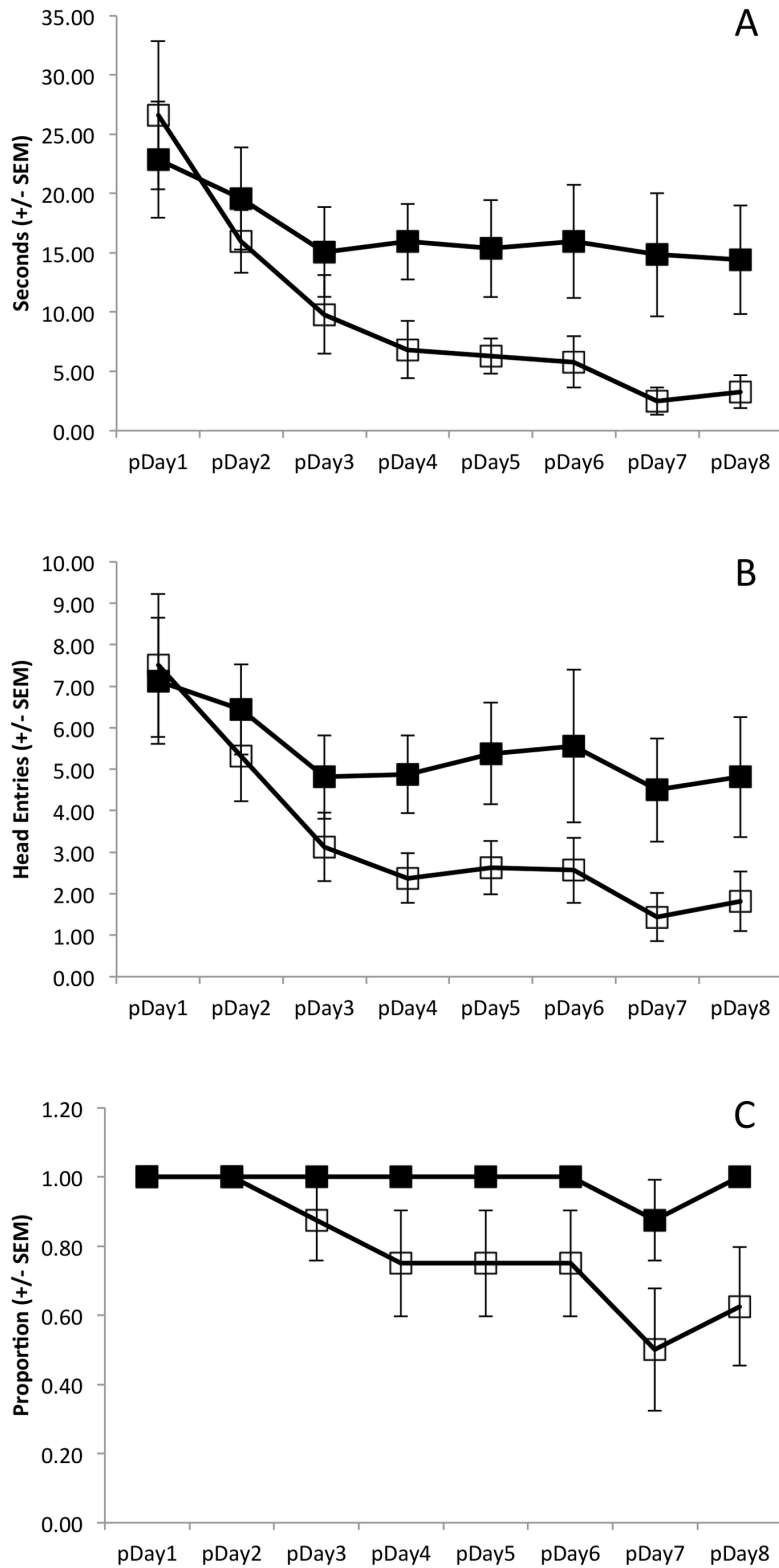 A
Seconds (+/- SEM)
35.00
30.00
25.00
20.00
15.00
10.00
5.00
0.00
pDay1 pDay2 pDay3 pDay4 pDay5 pDay6 pDay7 pDay8
B
Head Entries (+/- SEM)
10.00
9.00
8.00
7.00
6.00
5.00
4.00
3.00
2.00
1.00
0.00
pDay1 pDay2 pDay3 pDay4 pDay5 pDay6 pDay7 pDay8
C
Proportion (+/- SEM)
1.20
1.00
0.80
0.60
0.40
0.20
0.00
pDay1 pDay2 pDay3 pDay4 pDay5 pDay6 pDay7 pDay8